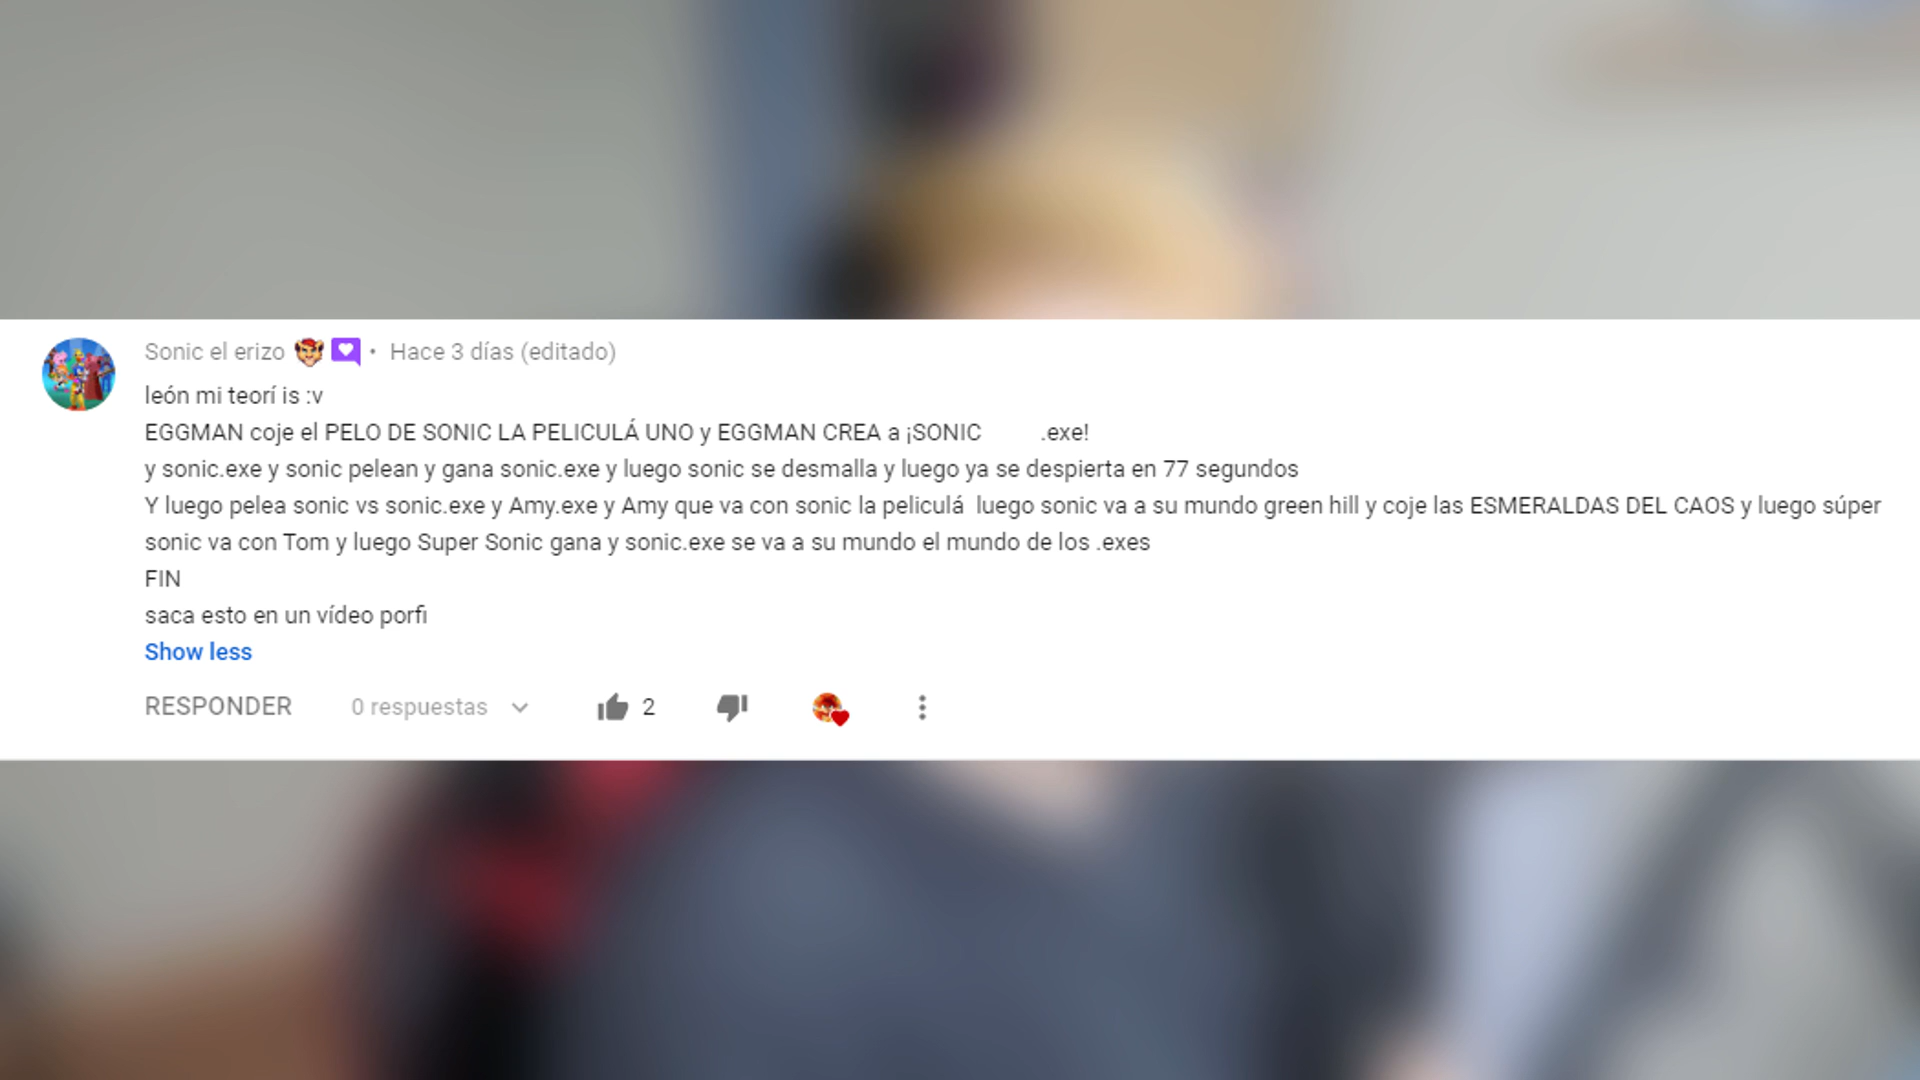 Sonic el erizo • Hace 3 días (editado)
león mi teorí is :v
EGGMAN coje el PELO DE SONIC LA PELICULÁ UNO y EGGMAN CREA a ¡SONIC .exe!
y sonic.exe y sonic pelean y gana sonic.exe y luego sonic se desmalla y luego ya se despierta en 77 segundos
Y luego pelea sonic vs sonic.exe y Amy.exe y Amy que va con sonic la peliculá luego sonic va a su mundo green hill y coje las ESMERALDAS DEL CAOS y luego súper
sonic va con Tom y luego Super Sonic gana y sonic.exe se va a su mundo el mundo de los .exes
FIN
saca esto en un vídeo porfi
Show less
RESPONDER 0 respuestas 2